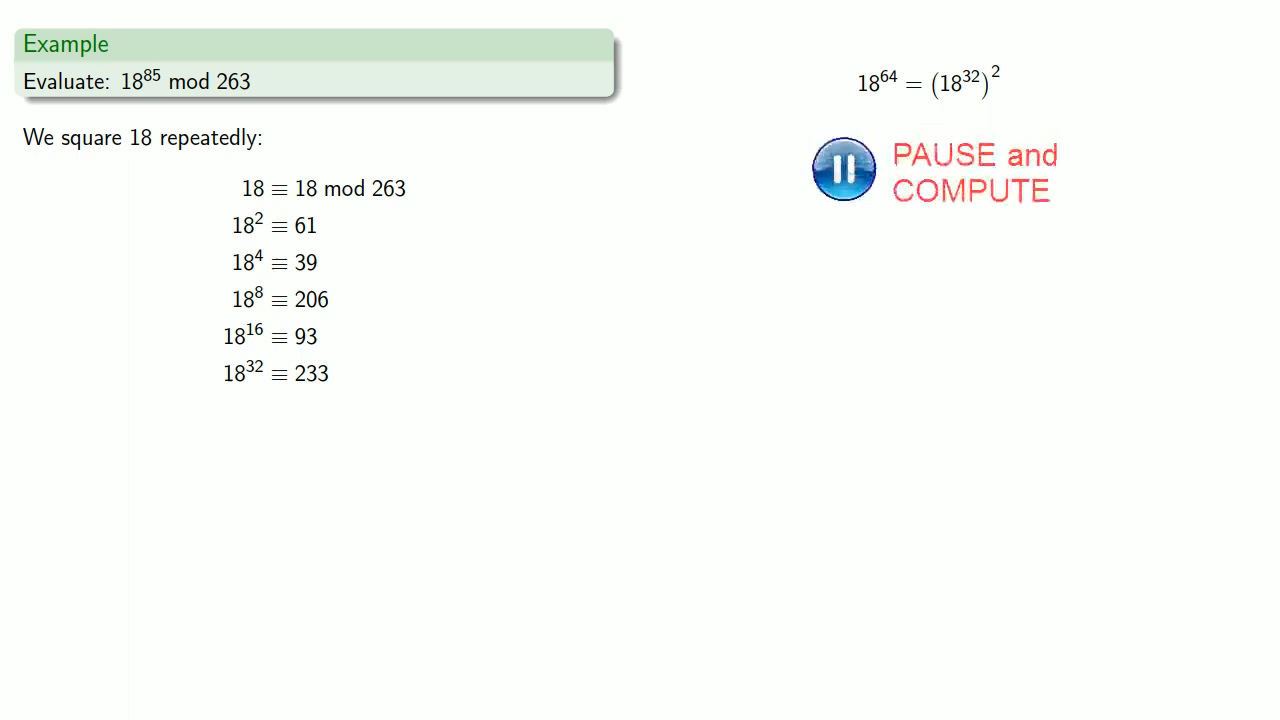 Example
Evaluate: 18^85 mod 263
We square 18 repeatedly:
18 ≡ 18 mod 263
18^2 ≡ 61
18^4 ≡ 39
18^8 ≡ 206
18^16 ≡ 93
18^32 ≡ 233
18^64 = (18^32)^2
PAUSE and
COMPUTE